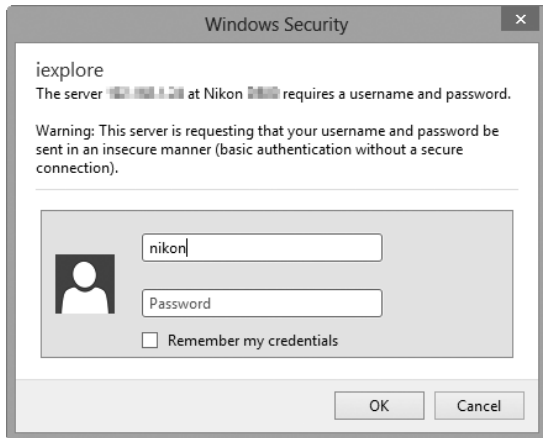 Windows Security
iexplore
The server at Nikon requires a username and password.
Warning: This server is requesting that your username and password be
sent in an insecure manner (basic authentication without a secure
connection).
nikon
Password
Remember my credentials
OK
Cancel